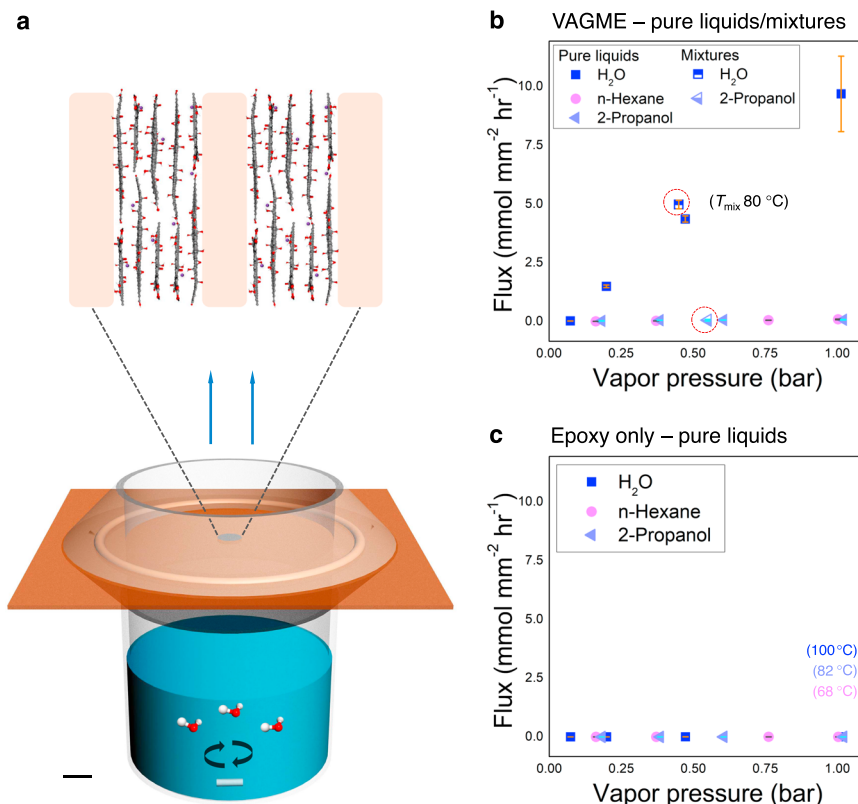 a
b
VAGME – pure liquids/mixtures
Pure liquids
Mixtures
H₂O
H₂O
n-Hexane
2-Propanol
2-Propanol
(Tmix 80 °C)
10.0
7.5
5.0
2.5
0.0
Flux (mmol mm⁻² hr⁻¹)
0.00
0.25
0.50
0.75
1.00
Vapor pressure (bar)
c
Epoxy only – pure liquids
H₂O
n-Hexane
2-Propanol
(100 °C)
(82 °C)
(68 °C)
10.0
7.5
5.0
2.5
0.0
Flux (mmol mm⁻² hr⁻¹)
0.00
0.25
0.50
0.75
1.00
Vapor pressure (bar)